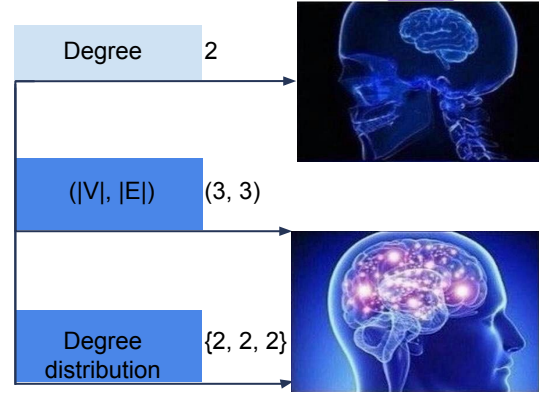 Degree 2
(|V|, |E|) (3, 3)
Degree {2, 2, 2}
distribution